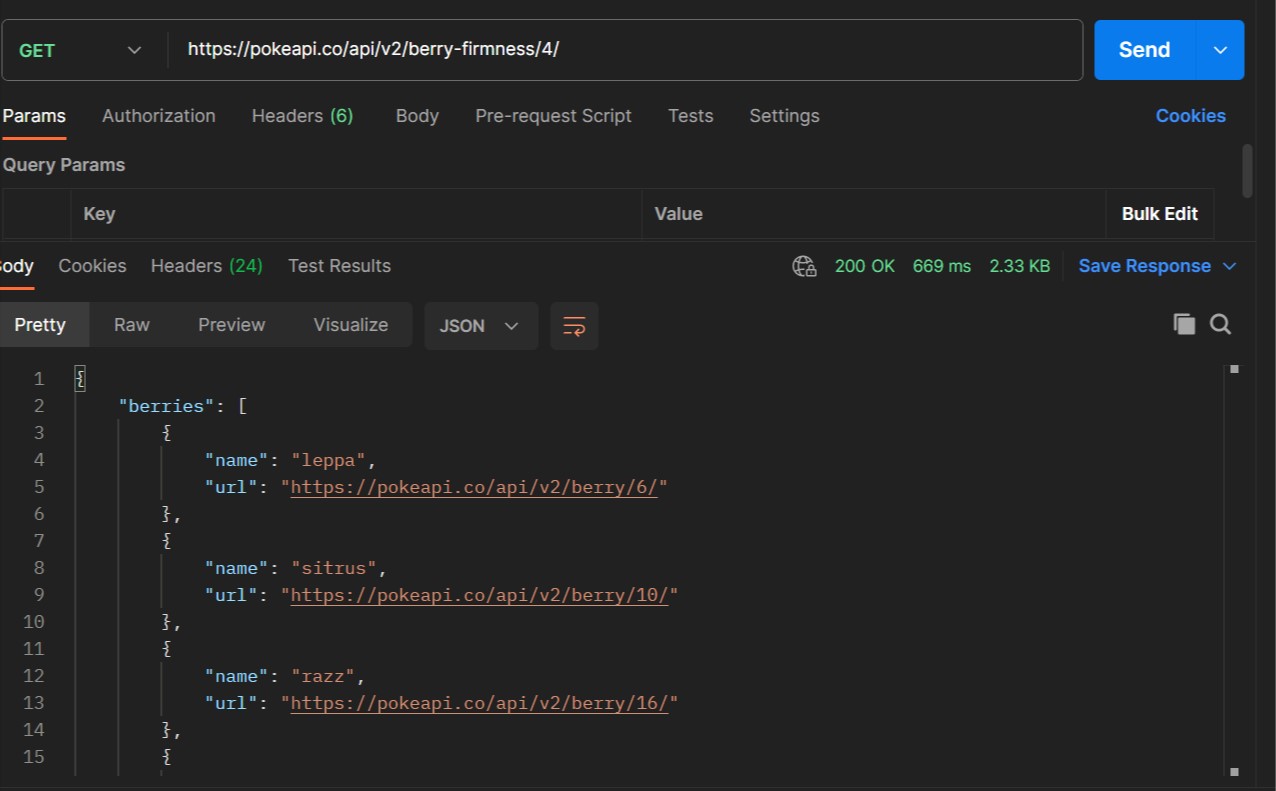 GET https://pokeapi.co/api/v2/berry-firmness/4/ Send
Params Authorization Headers (6) Body Pre-request Script Tests Settings Cookies
Query Params
Key Value Bulk Edit
ody Cookies Headers (24) Test Results 200 OK 669 ms 2.33 KB Save Response
Pretty Raw Preview Visualize JSON
1 {
2 "berries": [
3 {
4 "name": "leppa",
5 "url": "https://pokeapi.co/api/v2/berry/6/"
6 },
7 {
8 "name": "sitrus",
9 "url": "https://pokeapi.co/api/v2/berry/10/"
10 },
11 {
12 "name": "razz",
13 "url": "https://pokeapi.co/api/v2/berry/16/"
14 },
15 {